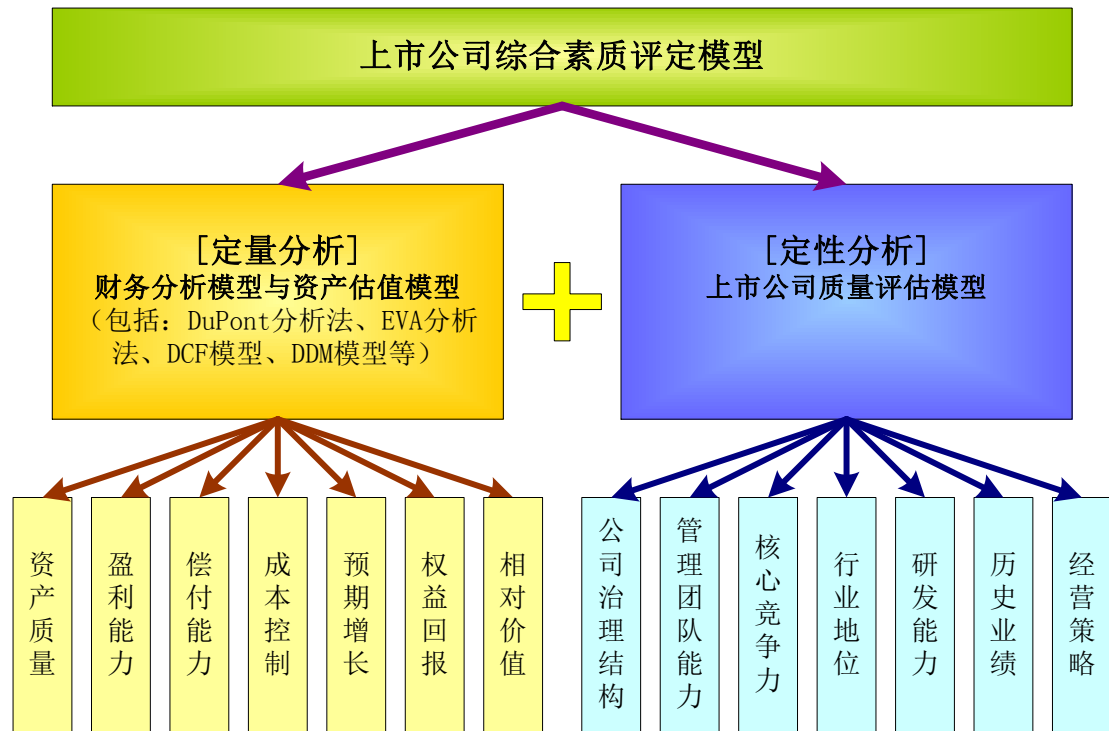 上市公司综合素质评定模型
[定量分析]
财务分析模型与资产估值模型
（包括：DuPont分析法、EVA分析
法、DCF模型、DDM模型等）
[定性分析]
上市公司质量评估模型
资产质量
盈利能力
偿付能力
成本控制
预期增长
权益回报
相对价值
公司治理结构
管理团队能力
核心竞争力
行业地位
研发能力
历史业绩
经营策略